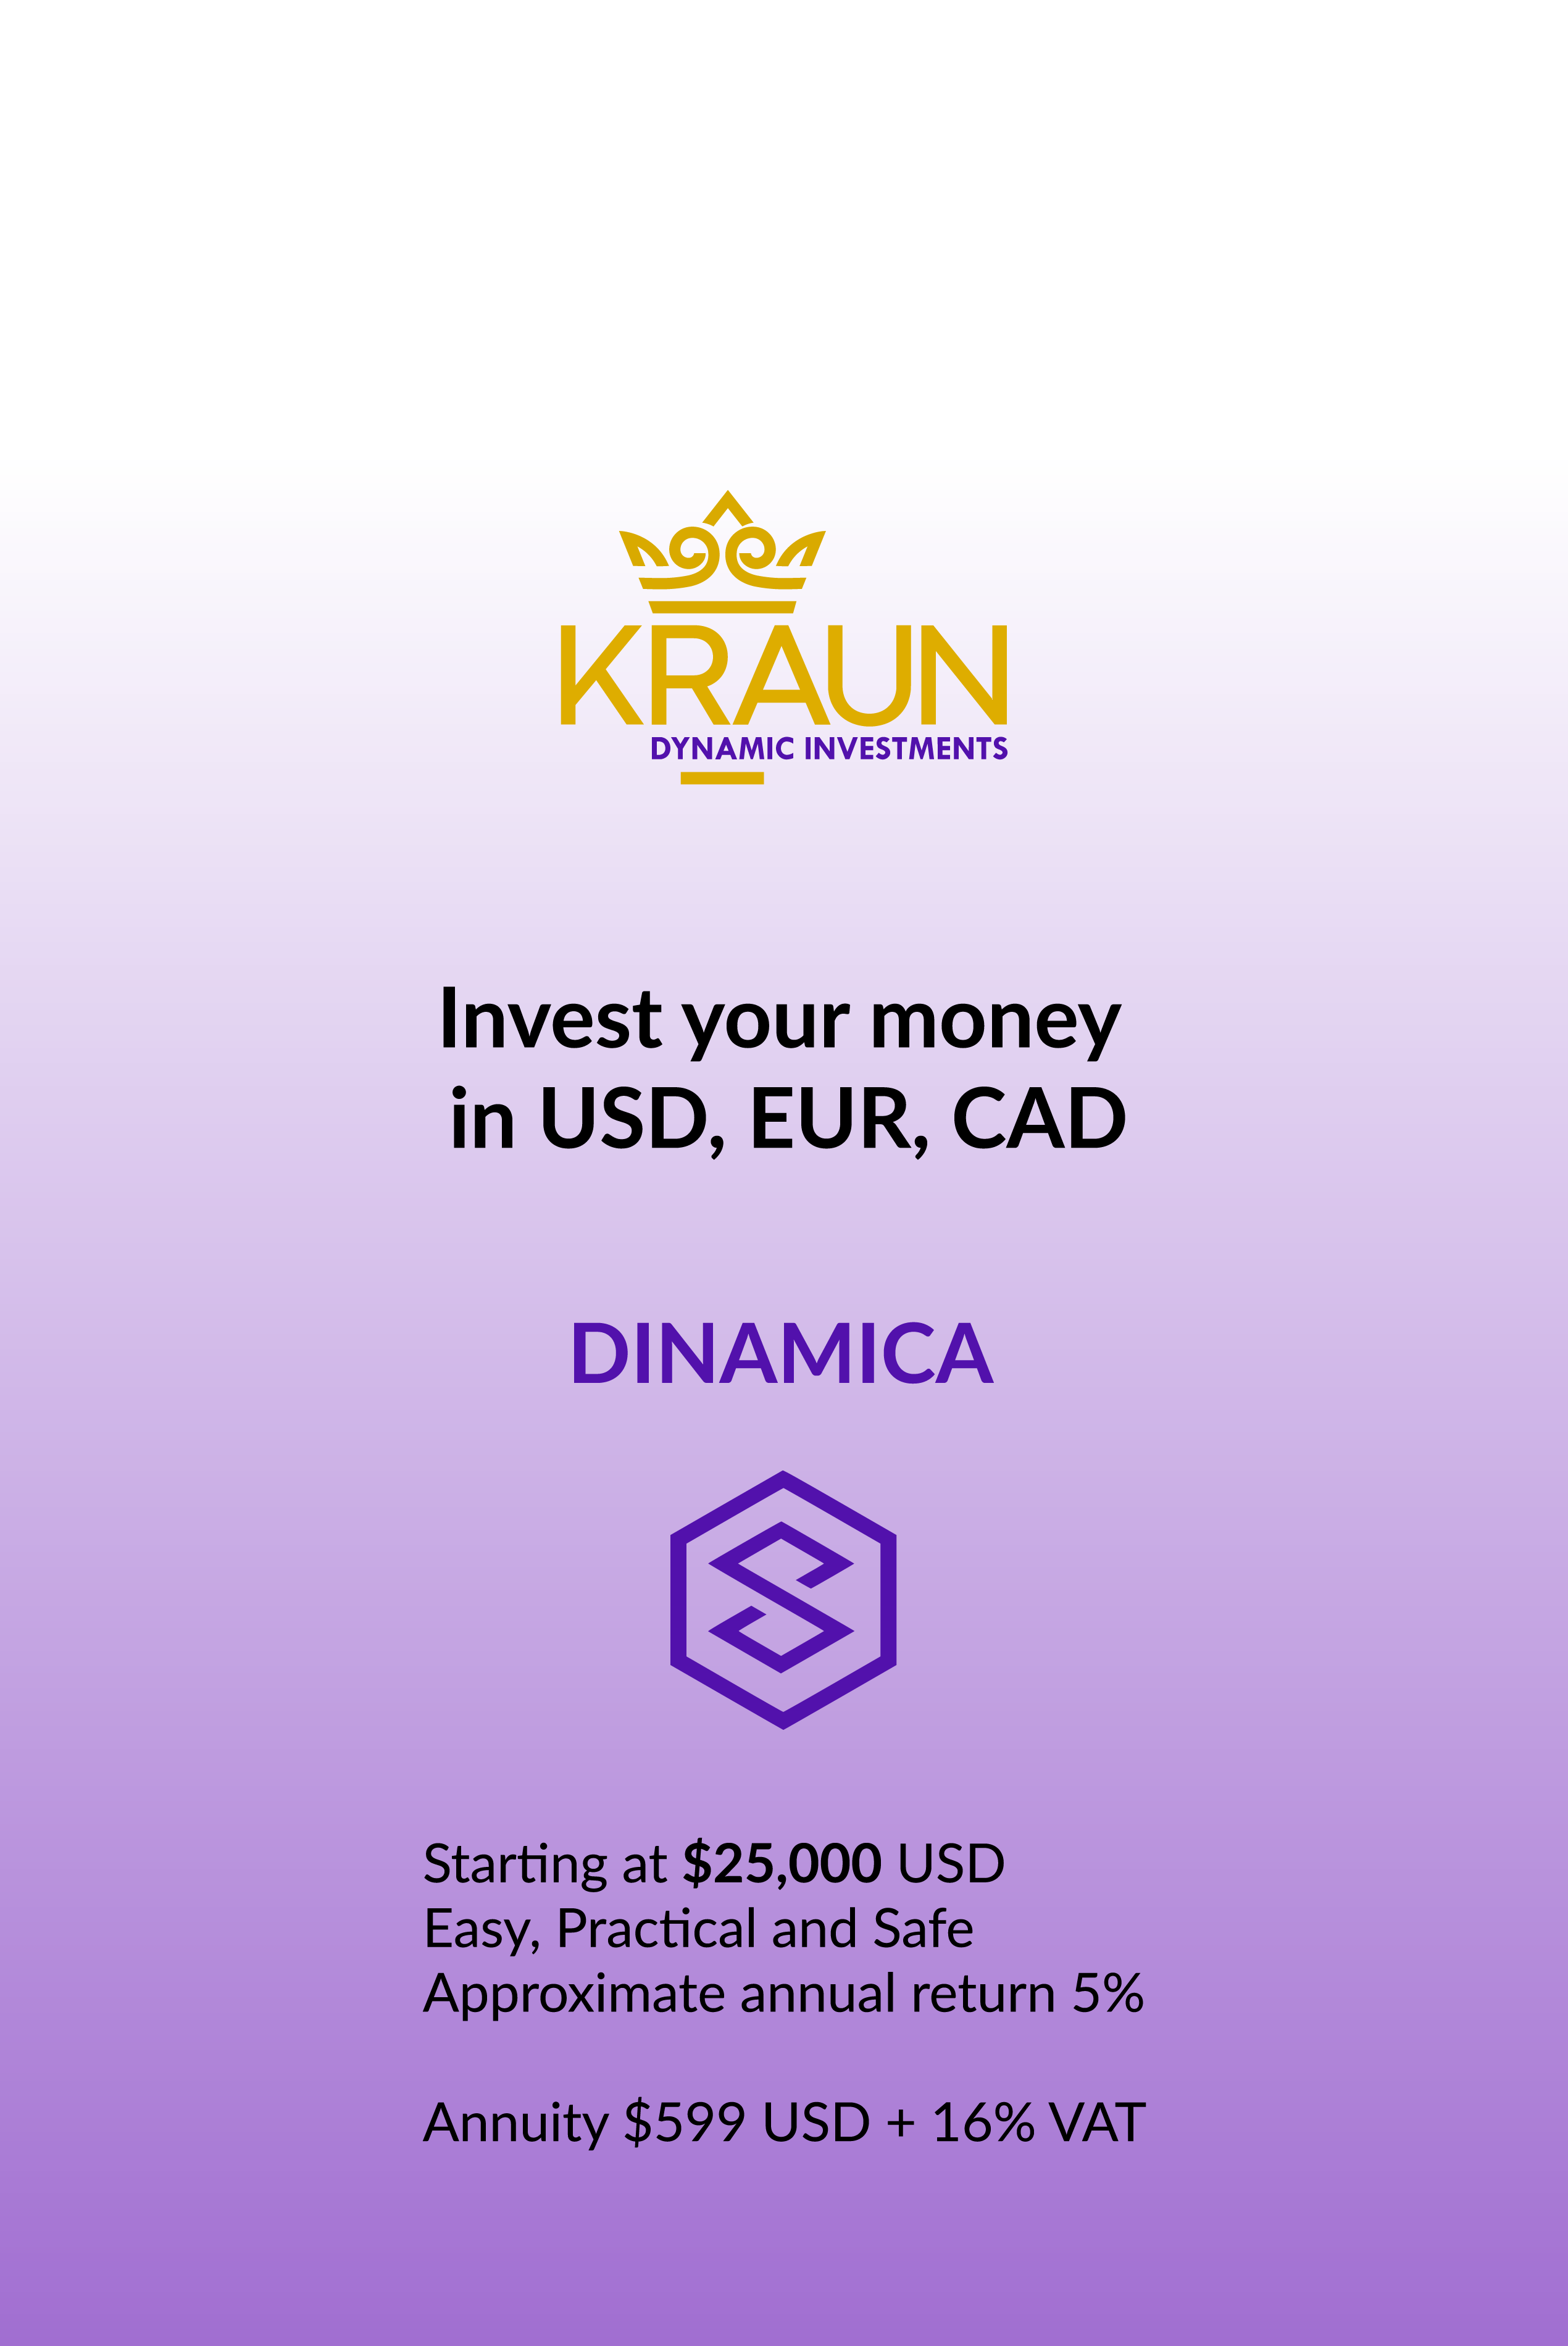 KRAUN
DYNAMIC INVESTMENTS
Invest your money
in USD, EUR, CAD
DINAMICA
Starting at $25,000 USD
Easy, Practical and Safe
Approximate annual return 5%
Annuity $599 USD + 16% VAT